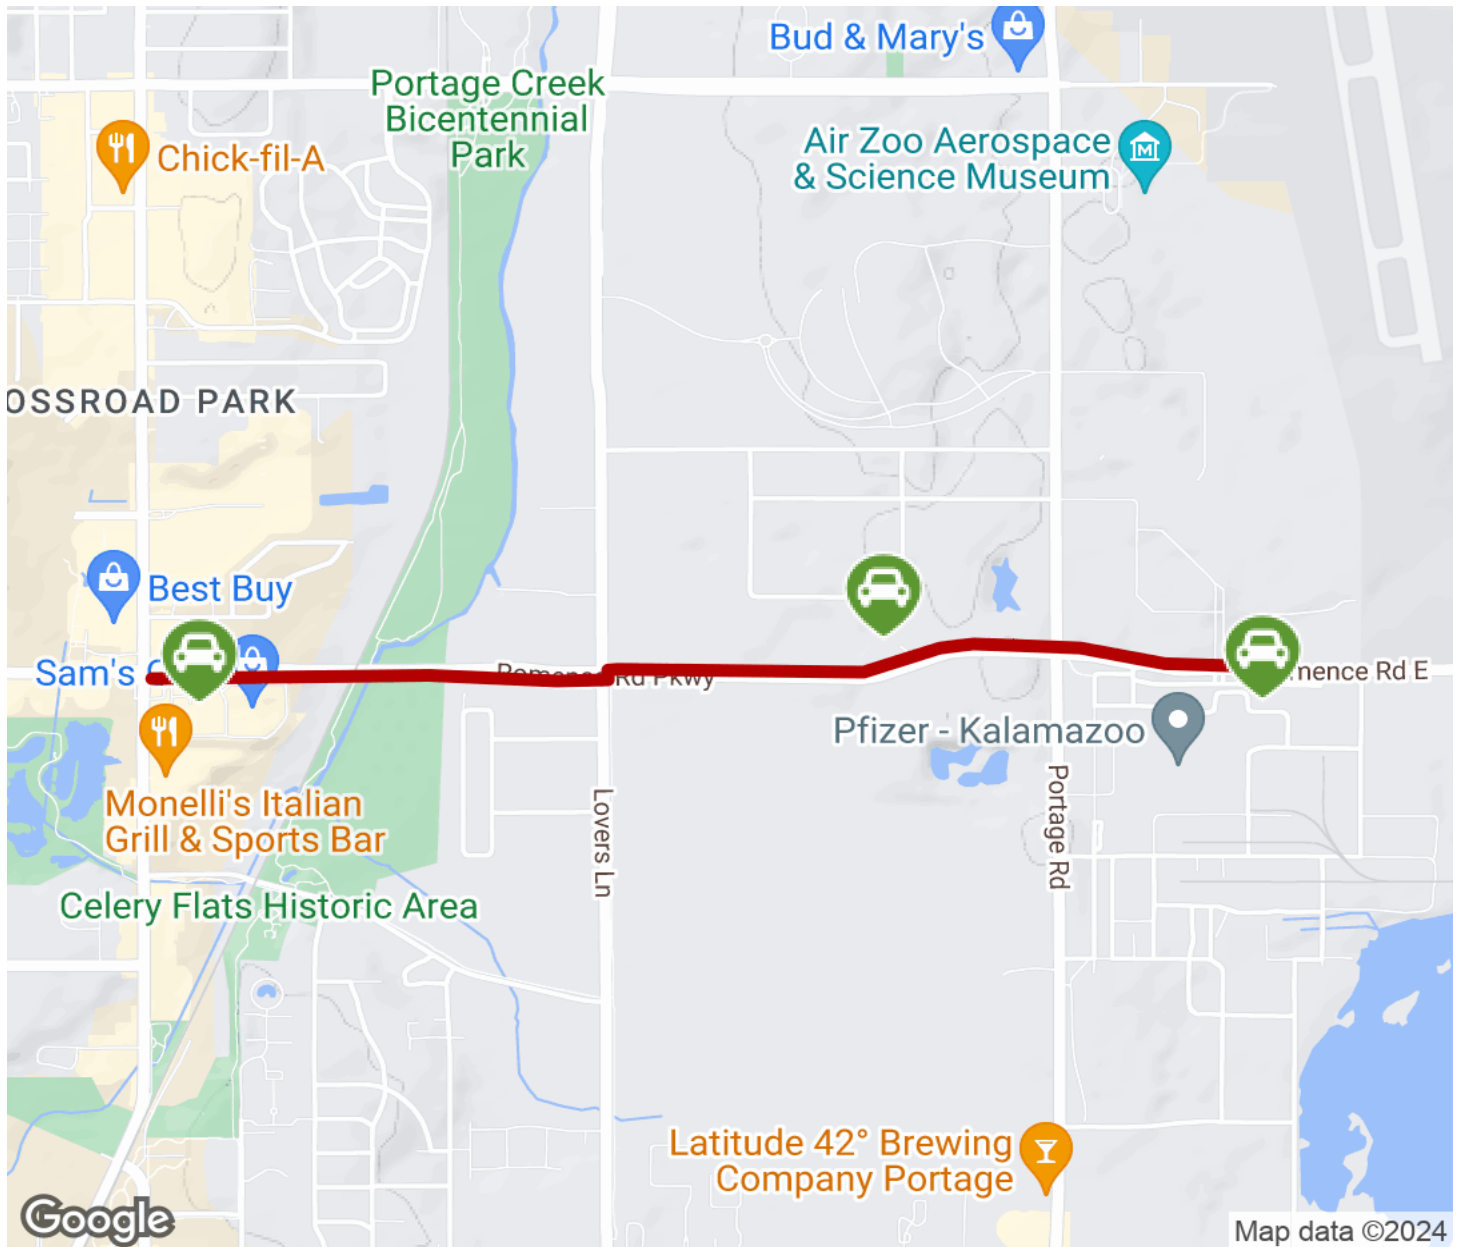 Bud & Mary's
Portage Creek
Bicentennial
Park
Chick-fil-A
Air Zoo Aerospace
& Science Museum
OSSROAD PARK
Best Buy
Sam's
Rd Pkwy
mence Rd E
Pfizer - Kalamazoo
Monelli's Italian
Grill & Sports Bar
Lovers Ln
Portage Rd
Celery Flats Historic Area
Latitude 42° Brewing
Company Portage
Google
Map data ©2024